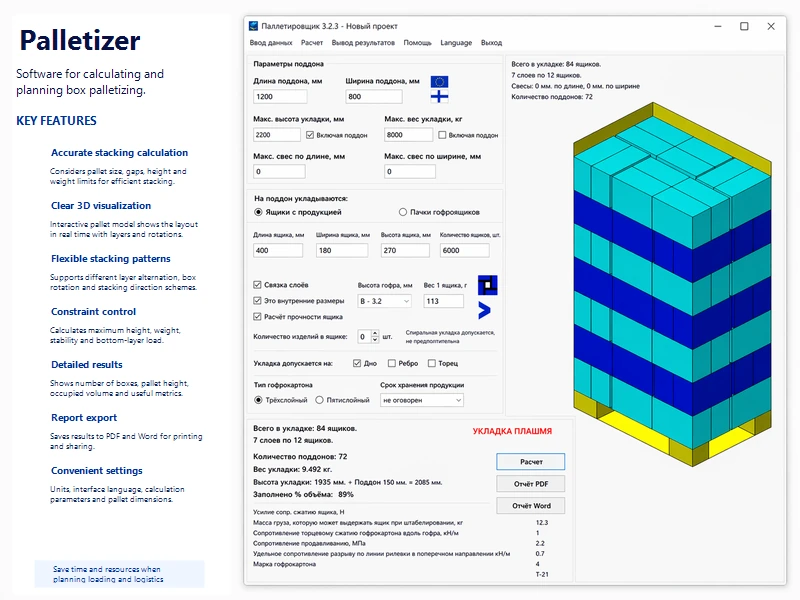 Palletizer
Software for calculating and
planning box palletizing.
KEY FEATURES
Accurate stacking calculation
Considers pallet size, gaps, height and
weight limits for efficient stacking.
Clear 3D visualization
Interactive pallet model shows the layout
in real time with layers and rotations.
Flexible stacking patterns
Supports different layer alternation, box
rotation and stacking direction schemes.
Constraint control
Calculates maximum height, weight,
stability and bottom-layer load.
Detailed results
Shows number of boxes, pallet height,
occupied volume and useful metrics.
Report export
Saves results to PDF and Word for printing
and sharing.
Convenient settings
Units, interface language, calculation
parameters and pallet dimensions.
Save time and resources when
planning loading and logistics
Паллетировщик 3.2.3 - Новый проект
Ввод данных Расчет Вывод результатов Помощь Language Выход
Параметры поддона
Длина поддона, мм Ширина поддона, мм
1200 800
Макс. высота укладки, мм Макс. вес укладки, кг
2200 Включая поддон 8000 Включая поддон
Макс. свес по длине, мм Макс. свес по ширине, мм
0 0
На поддон укладываются:
Ящики с продукцией Пачки гофроящиков
Длина ящика, мм Ширина ящика, мм Высота ящика, мм Количество ящиков, шт.
400 180 270 6000
Связка слоёв Высота гофра, мм Вес 1 ящика, г
Это внутренние размеры B - 3.2 113
Расчёт прочности ящика
Количество изделий в ящике: 0 шт. Спиральная укладка допускается,
не предпочтительна
Укладка допускается на: Дно Ребро Торец
Тип гофрокартона Срок хранения продукции
Трёхслойный Пятислойный не оговорен
Всего в укладке: 84 ящиков.
7 слоев по 12 ящиков.
УКЛАДКА ПЛАШМЯ
Количество поддонов: 72
Вес укладки: 9.492 кг.
Высота укладки: 1935 мм. + Поддон 150 мм. = 2085 мм.
Заполнено % объёма: 89%
Расчет
Отчёт PDF
Отчёт Word
Усилие сопр. сжатию ящика, Н
Масса груза, которую может выдержать ящик при штабелировании, кг 12.3
Сопротивление торцевому сжатию гофрокартона вдоль гофра, кН/м 1
Сопротивление продавливанию, МПа 2.2
Удельное сопротивление разрыву по линии рилевки в поперечном направлении кН/м 0.7
Марка гофрокартона 4
T-21
Всего в укладке: 84 ящиков.
7 слоев по 12 ящиков.
Свесы: 0 мм. по длине, 0 мм. по ширине
Количество поддонов: 72